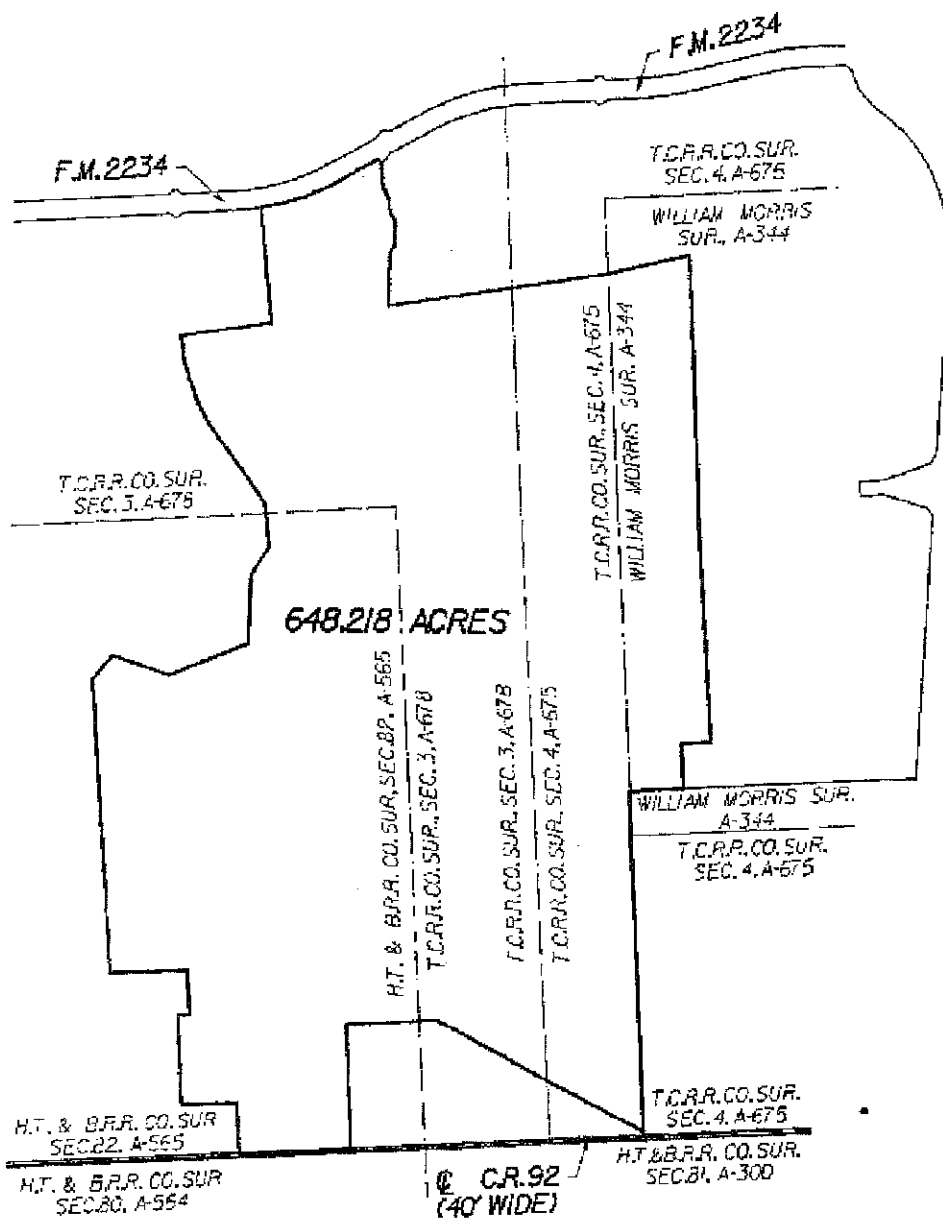 F.M.2234
F.M.2234
T.C.R.R.CO.SUR.
SEC.4,A-675
WILLIAM MORRIS
SUR., A-344
T.C.R.R.CO.SUR.,SEC.4,A-675
WILLIAM MORRIS SUR. A-344
T.C.R.R.CO.SUR.
SEC.3,A-678
648.218 ACRES
H.T. & B.R.R. CO.SUR.,SEC.82, A-565
T.C.R.R.CO.SUR.,SEC.3,A-678
T.C.R.R.CO.SUR.,SEC.3,A-678
T.C.R.R.CO.SUR.,SEC.4,A-675
WILLIAM MORRIS SUR.
A-344
T.C.R.R.CO.SUR.
SEC.4,A-675
T.C.R.R.CO.SUR.
SEC.4,A-675
H.T. & B.R.R. CO.SUR
SEC.82, A-565
H.T. & B.R.R. CO.SUR
SEC.80, A-564
℄ C.R.92
(40' WIDE)
H.T.&B.R.R.CO.SUR.
SEC.81, A-300